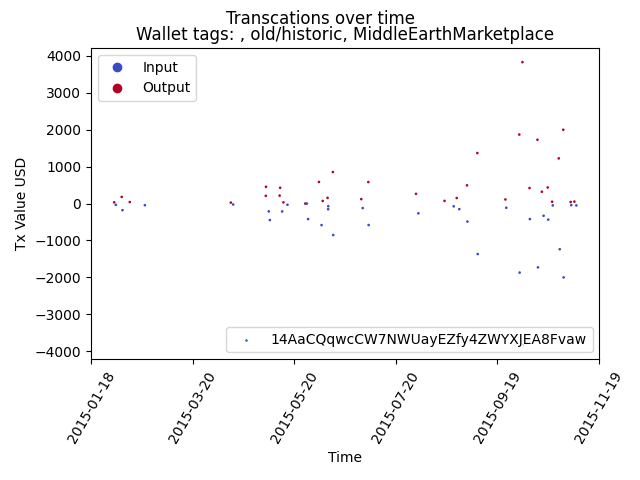 Transcations over time
Wallet tags: , old/historic, MiddleEarthMarketplace
Input
Output
4000
3000
2000
1000
0
−1000
−2000
−3000
−4000
Tx Value USD
14AaCQqwcCW7NWUayEZfy4ZWYXJEA8Fvaw
2015-01-18
2015-03-20
2015-05-20
2015-07-20
2015-09-19
2015-11-19
Time